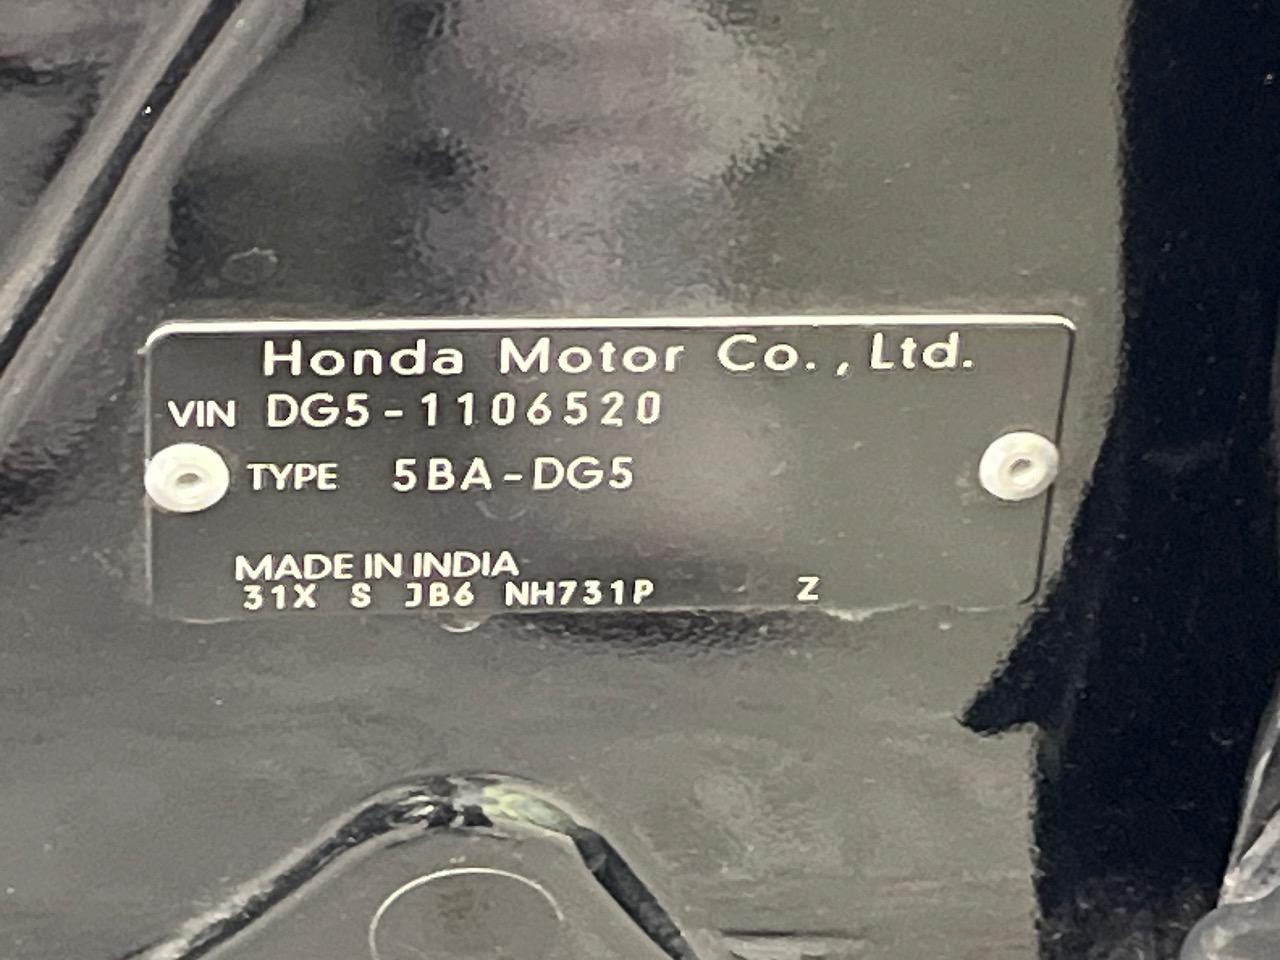 Honda Motor Co., Ltd.
VIN DG5-1106520
TYPE 5BA-DG5
MADE IN INDIA
31X S JB6 NH731P Z